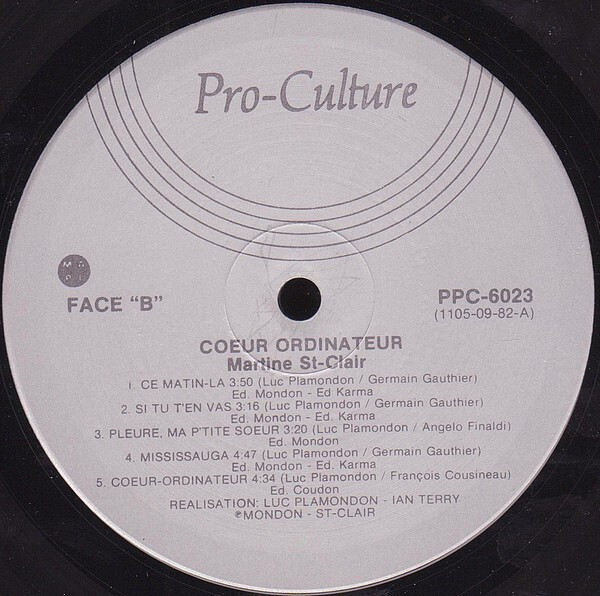 Pro-Culture
FACE "B"
PPC-6023
(1105-09-82-A)
COEUR ORDINATEUR
Martine St-Clair
1. CE MATIN-LA 3:50 (Luc Plamondon / Germain Gauthier)
Ed. Mondon - Ed. Karma
2. SI TU T'EN VAS 3:16 (Luc Plamondon / Germain Gauthier)
Ed. Mondon - Ed. Karma
3. PLEURE, MA P'TITE SOEUR 3:20 (Luc Plamondon / Angelo Finaldi)
Ed. Mondon
4. MISSISSAUGA 4:47 (Luc Plamondon / Germain Gauthier)
Ed. Mondon - Ed. Karma
5. COEUR-ORDINATEUR 4:34 (Luc Plamondon / François Cousineau)
Ed. Coudon
REALISATION: LUC PLAMONDON - IAN TERRY
℗MONDON - ST-CLAIR